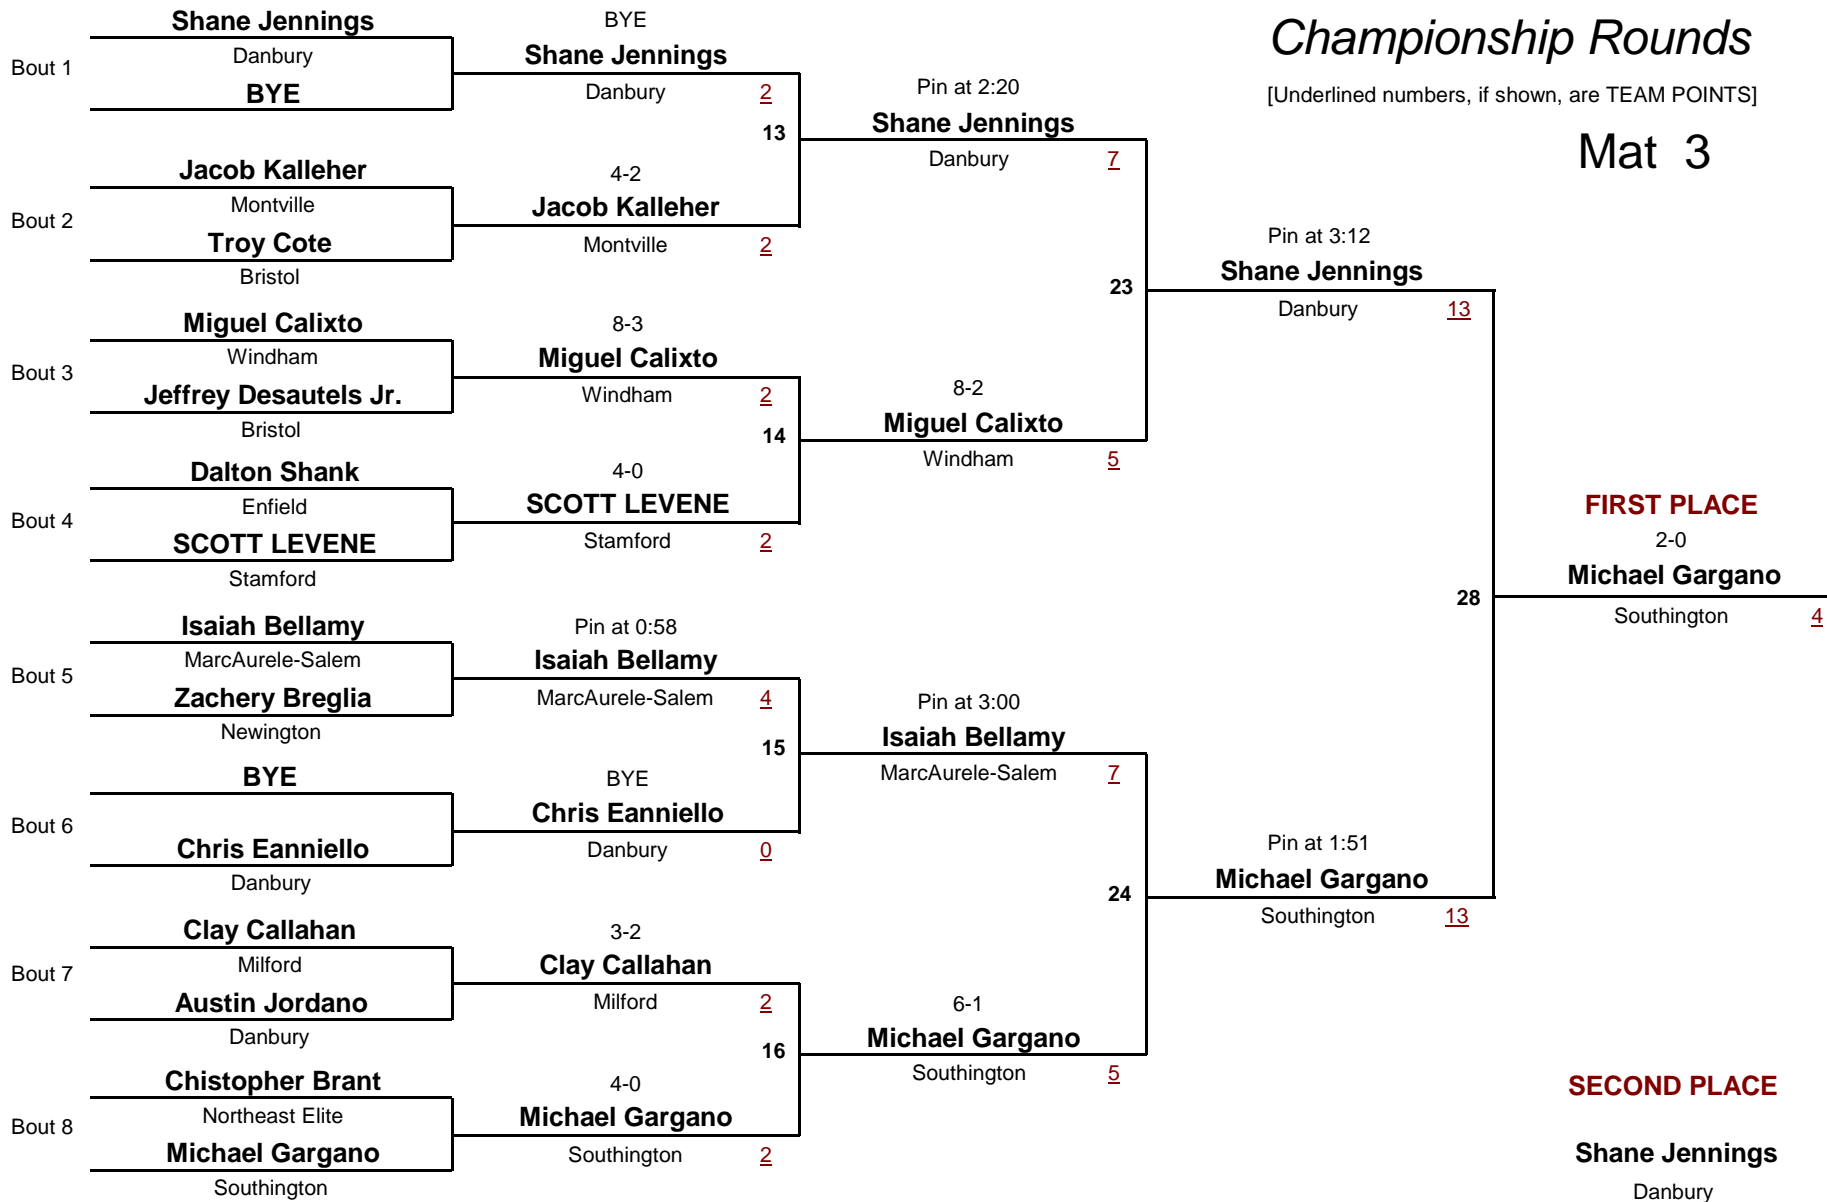 Championship Rounds
[Underlined numbers, if shown, are TEAM POINTS]
Mat 3
Bout 1
Shane Jennings
Danbury
BYE
Bout 2
Jacob Kalleher
Montville
Troy Cote
Bristol
Bout 3
Miguel Calixto
Windham
Jeffrey Desautels Jr.
Bristol
Bout 4
Dalton Shank
Enfield
SCOTT LEVENE
Stamford
Bout 5
Isaiah Bellamy
MarcAurele-Salem
Zachery Breglia
Newington
Bout 6
BYE
Chris Eanniello
Danbury
Bout 7
Clay Callahan
Milford
Austin Jordano
Danbury
Bout 8
Chistopher Brant
Northeast Elite
Michael Gargano
Southington
BYE
Shane Jennings
Danbury 2
13
4-2
Jacob Kalleher
Montville 2
8-3
Miguel Calixto
Windham 2
14
4-0
SCOTT LEVENE
Stamford 2
Pin at 0:58
Isaiah Bellamy
MarcAurele-Salem 4
15
BYE
Chris Eanniello
Danbury 0
3-2
Clay Callahan
Milford 2
16
4-0
Michael Gargano
Southington 2
Pin at 2:20
Shane Jennings
Danbury 7
23
8-2
Miguel Calixto
Windham 5
Pin at 3:00
Isaiah Bellamy
MarcAurele-Salem 7
24
6-1
Michael Gargano
Southington 5
Pin at 3:12
Shane Jennings
Danbury 13
28
Pin at 1:51
Michael Gargano
Southington 13
FIRST PLACE
2-0
Michael Gargano
Southington 4
SECOND PLACE
Shane Jennings
Danbury